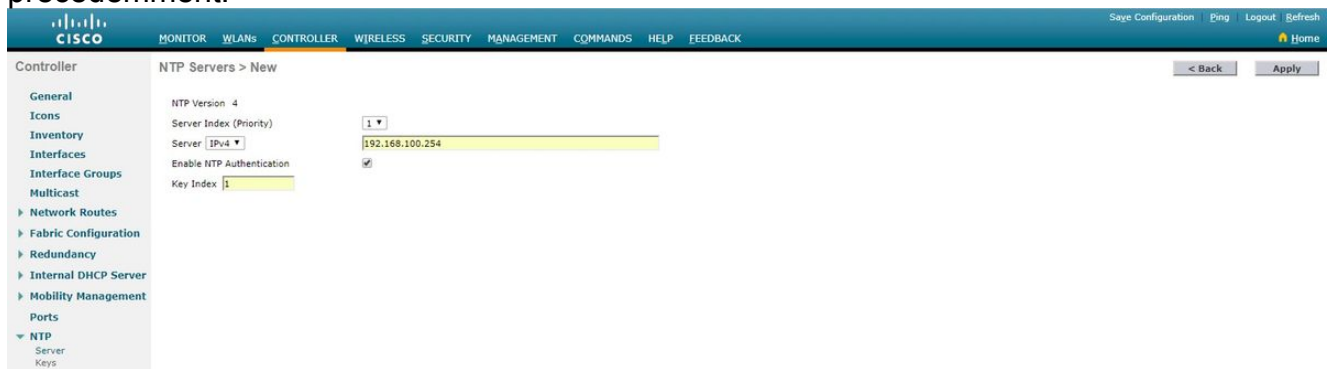 précédemment.
Save Configuration | Ping | Logout | Refresh
CISCO MONITOR WLANs CONTROLLER WIRELESS SECURITY MANAGEMENT COMMANDS HELP FEEDBACK Home
Controller
General
Icons
Inventory
Interfaces
Interface Groups
Multicast
Network Routes
Fabric Configuration
Redundancy
Internal DHCP Server
Mobility Management
Ports
NTP
Server
Keys
NTP Servers > New
< Back Apply
NTP Version 4
Server Index (Priority) 1
Server IPv4 192.168.100.254
Enable NTP Authentication
Key Index 1